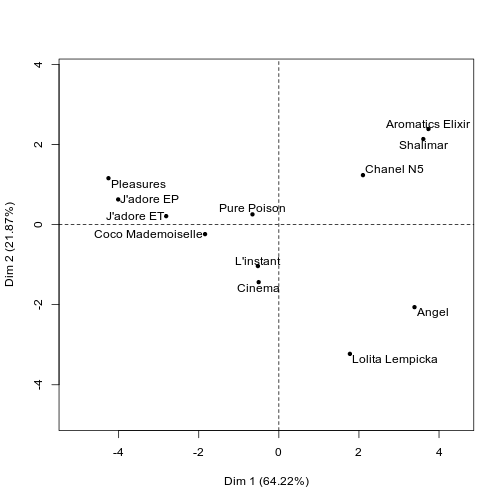 4
Aromatics Elixir
2
Shalimar
Chanel N5
Pleasures
J'adore EP
Pure Poison
J'adore ET
0
Coco Mademoiselle
L'instant
Cinéma
-2
Angel
Lolita Lempicka
-4
-4 -2 0 2 4
Dim 1 (64.22%)
Dim 2 (21.87%)